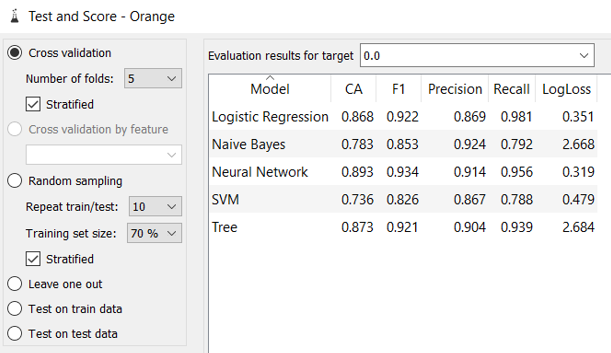 Test and Score - Orange
Cross validation
Number of folds: 5
Stratified
Cross validation by feature
Random sampling
Repeat train/test: 10
Training set size: 70 %
Stratified
Leave one out
Test on train data
Test on test data
Evaluation results for target 0.0
Model CA F1 Precision Recall LogLoss
Logistic Regression 0.868 0.922 0.869 0.981 0.351
Naive Bayes 0.783 0.853 0.924 0.792 2.668
Neural Network 0.893 0.934 0.914 0.956 0.319
SVM 0.736 0.826 0.867 0.788 0.479
Tree 0.873 0.921 0.904 0.939 2.684